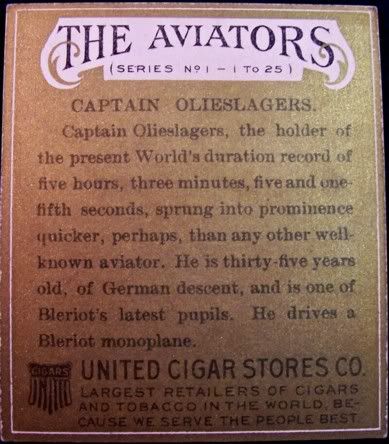 THE AVIATORS
(SERIES Nº 1 – 1 TO 25)
CAPTAIN OLIESLAGERS.
Captain Olieslagers, the holder of
the present World's duration record of
five hours, three minutes, five and one-
fifth seconds, sprung into prominence
quicker, perhaps, than any other well-
known aviator. He is thirty-five years
old, of German descent, and is one of
Bleriot's latest pupils. He drives a
Bleriot monoplane.
CIGARS
UNITED
UNITED CIGAR STORES CO.
LARGEST RETAILERS OF CIGARS
AND TOBACCO IN THE WORLD, BE-
CAUSE WE SERVE THE PEOPLE BEST.